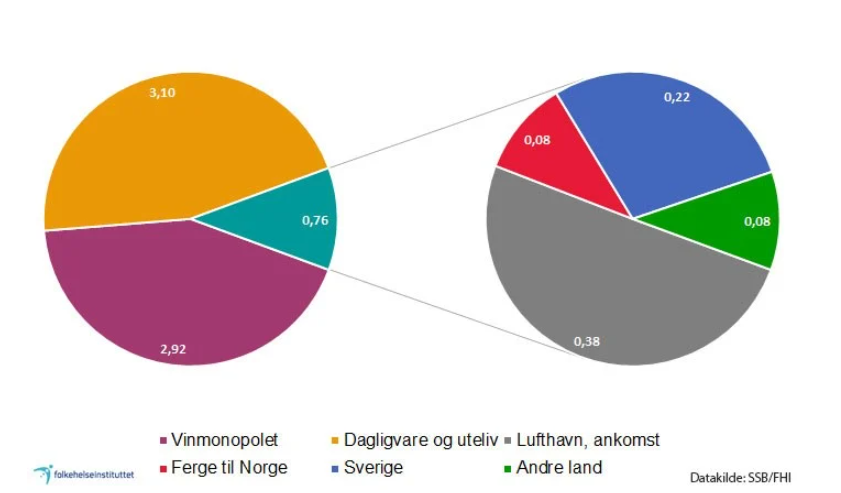 3,10
0,76
2,92
0,22
0,08
0,08
0,38
Vinmonopolet Dagligvare og uteliv Lufthavn, ankomst
Ferge til Norge Sverige Andre land
folkehelseinstituttet
Datakilde: SSB/FHI